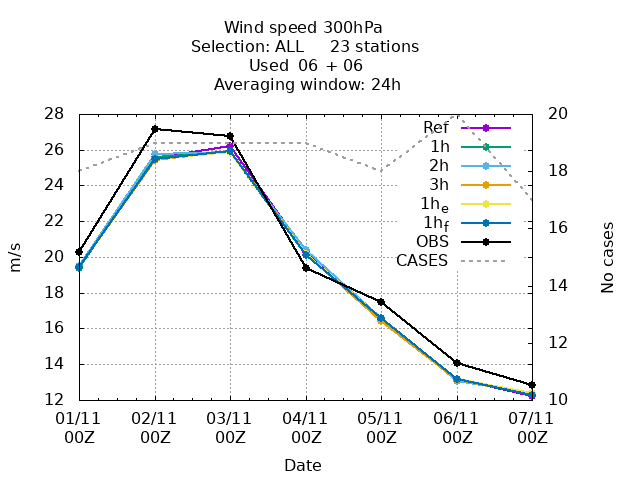 Wind speed 300hPa
Selection: ALL     23 stations
Used  06 + 06
Averaging window: 24h
28
26
24
22
20
18
16
14
12
m/s
20
18
16
14
12
10
No cases
Ref
1h
2h
3h
1he
1hf
OBS
CASES
01/11 02/11 03/11 04/11 05/11 06/11 07/11
00Z 00Z 00Z 00Z 00Z 00Z 00Z
Date